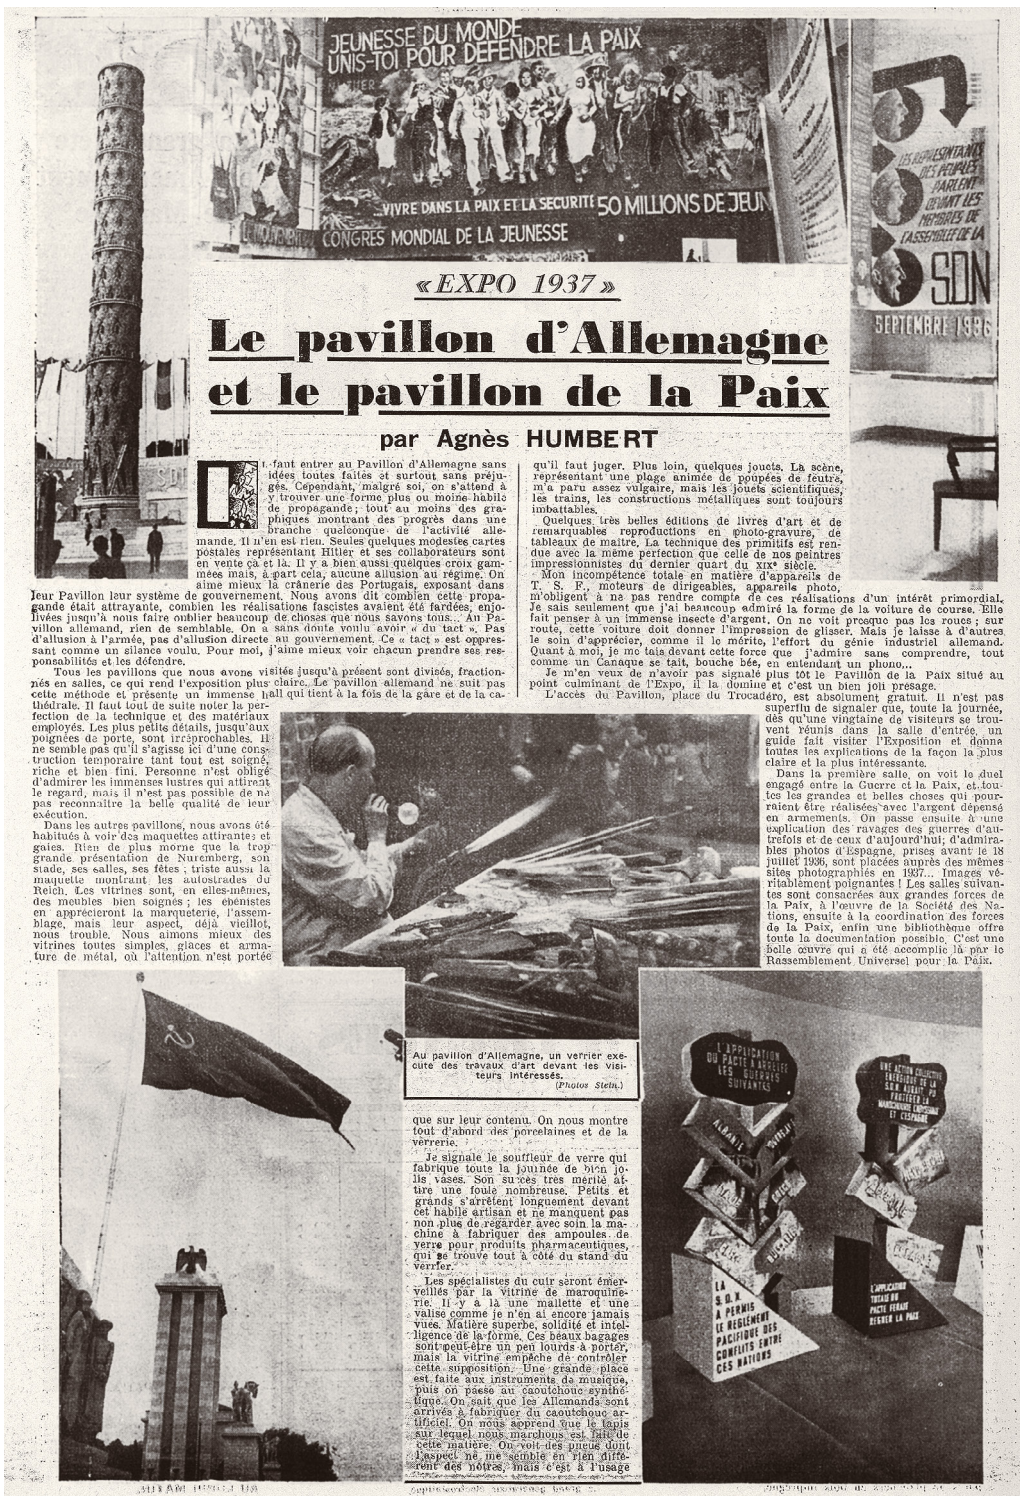 JEUNESSE DU MONDE
UNIS-TOI POUR DÉFENDRE LA PAIX
...VIVRE DANS LA PAIX ET LA SECURITÉ 50 MILLIONS DE JEUN
CONGRES MONDIAL DE LA JEUNESSE
LES REPRESENTANTS
DES PEUPLES
PARLENT
DEVANT LES
MEMBRES DE
L'ASSEMBLEE DE LA
S.D.N
SEPTEMBRE 1936
« EXPO 1937 »
Le pavillon d'Allemagne
et le pavillon de la Paix
par Agnès HUMBERT
IL faut entrer au Pavillon d'Allemagne sans
idées toutes faites et surtout sans préju-
gés. Cependant, malgré soi, on s'attend à
y trouver une forme plus ou moins habile
de propagande ; tout au moins des gra-
phiques montrant des progrès dans une
branche quelconque de l'activité alle-
mande. Il n'en est rien. Seules quelques modestes cartes
postales représentant Hitler et ses collaborateurs sont
en vente çà et là. Il y a bien aussi quelques croix gam-
mées mais, à part cela, aucune allusion au régime. On
aime mieux la crânerie des Portugais, exposant dans
leur Pavillon leur système de gouvernement. Nous avons dit combien cette propa-
gande était attrayante, combien les réalisations fascistes avaient été fardées, enjo-
livées jusqu'à nous faire oublier beaucoup de choses que nous savons tous... Au Pa-
villon allemand, rien de semblable. On a sans doute voulu avoir « du tact ». Pas
d'allusion à l'armée, pas d'allusion directe au gouvernement. Ce « tact » est oppres-
sant comme un silence voulu. Pour moi, j'aime mieux voir chacun prendre ses res-
ponsabilités et les défendre.
Tous les pavillons que nous avons visités jusqu'à présent sont divisés, fraction-
nés en salles, ce qui rend l'exposition plus claire. Le pavillon allemand ne suit pas
cette méthode et présente un immense hall qui tient à la fois de la gare et de la ca-
thédrale. Il faut tout de suite noter la per-
fection de la technique et des matériaux
employés. Les plus petits détails, jusqu'aux
poignées de porte, sont irréprochables. Il
ne semble pas qu'il s'agisse ici d'une cons-
truction temporaire tant tout est soigné,
riche et bien fini. Personne n'est obligé
d'admirer les immenses lustres qui attirent
le regard, mais il n'est pas possible de ne
pas reconnaître la belle qualité de leur
exécution.
Dans les autres pavillons, nous avons été
habitués à voir des maquettes attirantes et
gaies. Rien de plus morne que la trop
grande présentation de Nuremberg, son
stade, ses salles, ses fêtes ; triste aussi la
maquette montrant les autostrades du
Reich. Les vitrines sont, en elles-mêmes,
des meubles bien soignés ; les ébénistes
en apprécieront la marqueterie, l'assem-
blage, mais leur aspect, déjà vieillot,
nous trouble. Nous aimons mieux des
vitrines toutes simples, glaces et arma-
ture de métal, où l'attention n'est portée
Au pavillon d'Allemagne, un verrier exé-
cute des travaux d'art devant les visi-
teurs intéressés.
(Photos Stein.)
que sur leur contenu. On nous montre
tout d'abord des porcelaines et de la
verrerie.
Je signale le souffleur de verre qui
fabrique toute la journée de bien jo-
lis vases. Son succès très mérité at-
tire une foule nombreuse. Petits et
grands s'arrêtent longuement devant
cet habile artisan et ne manquent pas
non plus de regarder avec soin la ma-
chine à fabriquer des ampoules de
verre pour produits pharmaceutiques,
qui se trouve tout à côté du stand du
verrier.
Les spécialistes du cuir seront émer-
veillés par la vitrine de maroquine-
rie. Il y a là une mallette et une
valise comme je n'en ai encore jamais
vues. Matière superbe, solidité et intel-
ligence de la forme. Ces beaux bagages
sont peut-être un peu lourds à porter,
mais la vitrine empêche de contrôler
cette supposition. Une grande place
est faite aux instruments de musique,
puis on passe au caoutchouc synthé-
tique. On sait que les Allemands sont
arrivés à fabriquer du caoutchouc ar-
tificiel. On nous apprend que le tapis
sur lequel nous marchons est fait de
cette matière. On voit des pneus dont
l'aspect ne me semble en rien diffé-
rent des nôtres, mais c'est à l'usage
qu'il faut juger. Plus loin, quelques jouets. La scène,
représentant une plage animée de poupées de feutre,
m'a paru assez vulgaire, mais les jouets scientifiques,
les trains, les constructions métalliques sont toujours
imbattables.
Quelques très belles éditions de livres d'art et de
remarquables reproductions en photo-gravure, de
tableaux de maître. La technique des primitifs est ren-
due avec la même perfection que celle de nos peintres
impressionnistes du dernier quart du XIXe siècle.
Mon incompétence totale en matière d'appareils de
T. S. F., moteurs de dirigeables, appareils photo,
m'obligent à ne pas rendre compte de ces réalisations d'un intérêt primordial.
Je sais seulement que j'ai beaucoup admiré la forme de la voiture de course. Elle
fait penser à un immense insecte d'argent. On ne voit presque pas les roues ; sur
route, cette voiture doit donner l'impression de glisser. Mais je laisse à d'autres
le soin d'apprécier, comme il le mérite, l'effort du génie industriel allemand.
Quant à moi, je me tais devant cette force que j'admire sans comprendre, tout
comme un Canaque se tait, bouche bée, en entendant un phono...
Je m'en veux de n'avoir pas signalé plus tôt le Pavillon de la Paix situé au
point culminant de l'Expo, il la domine et c'est un bien joli présage.
L'accès du Pavillon, place du Trocadéro, est absolument gratuit. Il n'est pas
superflu de signaler que, toute la journée,
dès qu'une vingtaine de visiteurs se trou-
vent réunis dans la salle d'entrée, un
guide fait visiter l'Exposition et donne
toutes les explications de la façon la plus
claire et la plus intéressante.
Dans la première salle, on voit le duel
engagé entre la Guerre et la Paix, et tou-
tes les grandes et belles choses qui pour-
raient être réalisées avec l'argent dépensé
en armements. On passe ensuite à une
explication des ravages des guerres d'au-
trefois et de ceux d'aujourd'hui; d'admira-
bles photos d'Espagne, prises avant le 18
juillet 1936, sont placées auprès des mêmes
sites photographiés en 1937... Images vé-
ritablement poignantes ! Les salles suivan-
tes sont consacrées aux grandes forces de
la Paix, à l'œuvre de la Société des Na-
tions, ensuite à la coordination des forces
de la Paix, enfin une bibliothèque offre
toute la documentation possible. C'est une
belle œuvre qui a été accomplie là par le
Rassemblement Universel pour la Paix.
L'APPLICATION
DU PACTE A ARRÊTÉ
LES GUERRES
SUIVANTES
ALBANIE
GRECE
BULGARIE
LA
S.D.N
A PERMIS
LE REGLEMENT
PACIFIQUE DES
CONFLITS ENTRE
CES NATIONS
UNE ACTION COLLECTIVE
ENERGIQUE DE LA
S.D.N AURAIT PU
PROTÉGER LA
MANDCHOURIE CHINOISE
L'APPLICATION
TOTALE DU
PACTE FERAIT
REGNER LA PAIX